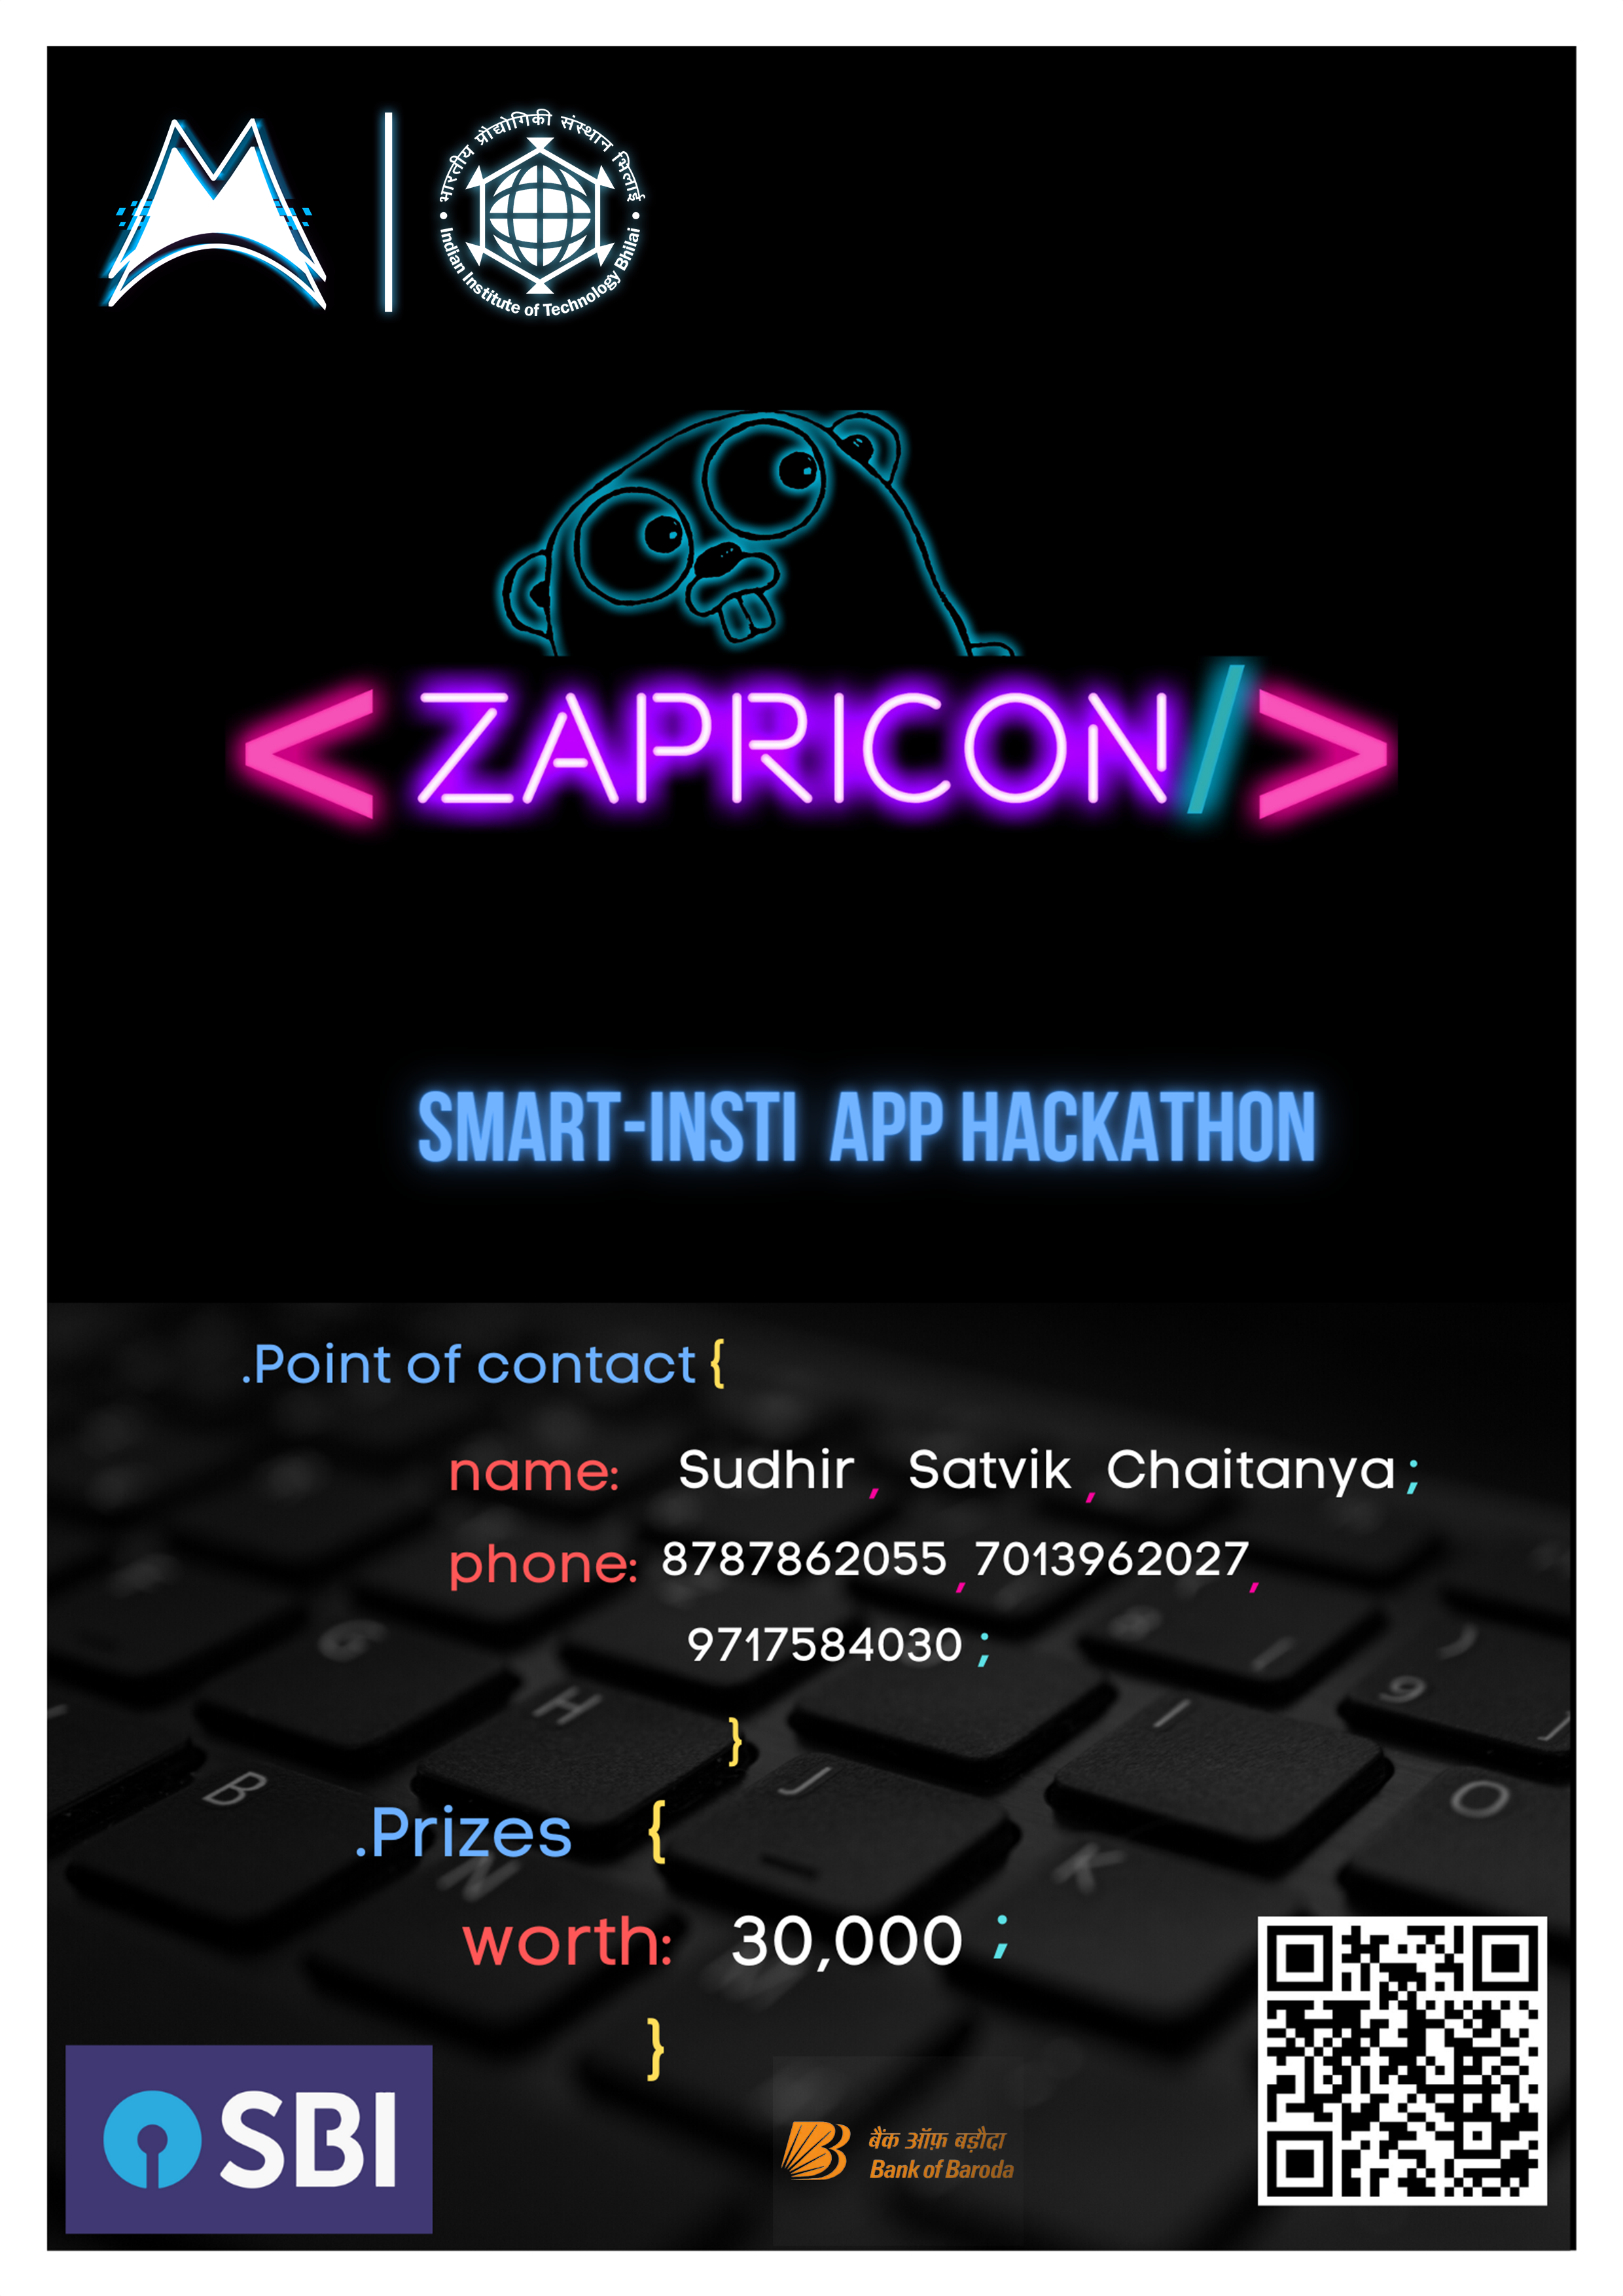 भारतीय प्रौद्योगिकी संस्थान भिलाई
Indian Institute of Technology Bhilai
< ZAPRICON/>
SMART-INSTI APP HACKATHON
.Point of contact {
name: Sudhir , Satvik , Chaitanya ;
phone: 8787862055 , 7013962027 ,
9717584030 ;
}
.Prizes {
worth: 30,000 ;
}
SBI
बैंक ऑफ़ बड़ौदा
Bank of Baroda
G
H
B
J
N
K
M
I
O
9